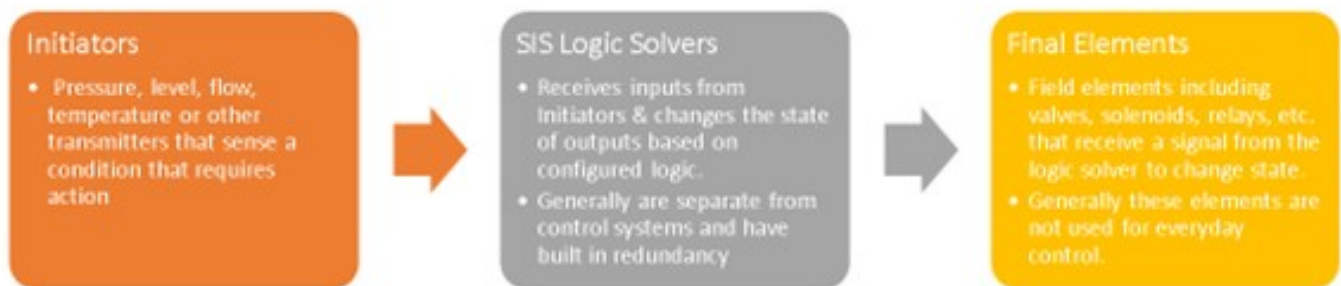 Initiators
• Pressure, level, flow,
temperature or other
transmitters that sense a
condition that requires
action
SIS Logic Solvers
• Receives inputs from
Initiators & changes the state
of outputs based on
configured logic.
• Generally are separate from
control systems and have
built in redundancy
Final Elements
• Field elements including
valves, solenoids, relays, etc.
that receive a signal from the
logic solver to change state.
• Generally these elements are
not used for everyday
control.